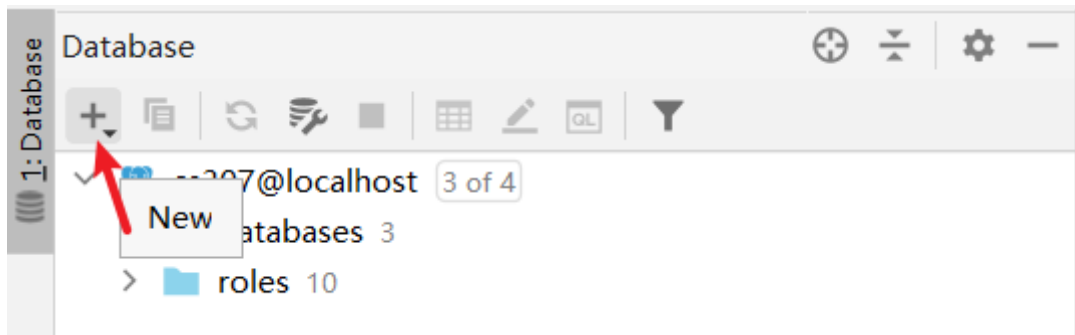 1: Database
Database
QL
@localhost 3 of 4
New
atabases 3
roles 10